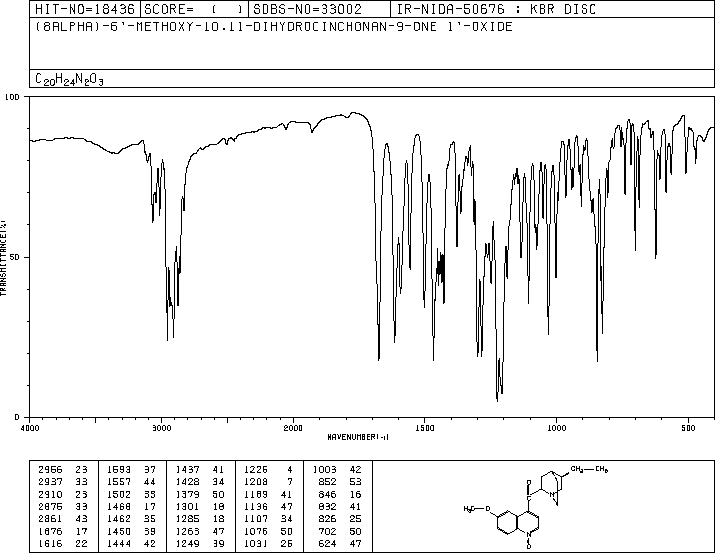 HIT-NO=18436 SCORE= ( ) SDBS-NO=33002 IR-NIDA-50676 : KBR DISC
(8ALPHA)-6'-METHOXY-10,11-DIHYDROCINCHONAN-9-ONE 1'-OXIDE
C20H24N2O3
100
50
0
TRANSMITTANCE(%)
4000 3000 2000 1500 1000 500
WAVENUMBER(-1)
2956 23 1593 37 1437 41 1226 4 1003 42
2937 33 1557 44 1428 34 1208 7 852 53
2910 23 1502 33 1379 50 1189 41 846 16
2875 33 1468 17 1301 18 1136 47 832 41
2861 43 1462 35 1285 18 1107 34 826 25
1676 17 1450 39 1263 47 1076 50 702 50
1616 22 1444 42 1249 39 1031 25 624 47
CH2 CH3
O
C
N
H3C O
N
O